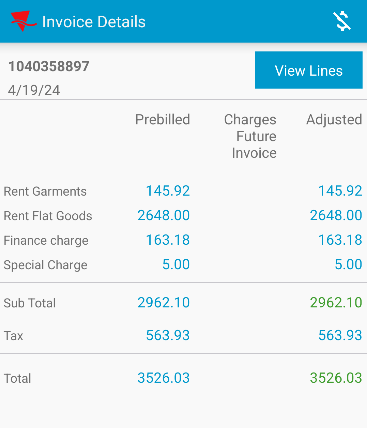 Invoice Details
1040358897
View Lines
4/19/24
Prebilled Charges Future Invoice Adjusted
Rent Garments 145.92 145.92
Rent Flat Goods 2648.00 2648.00
Finance charge 163.18 163.18
Special Charge 5.00 5.00
Sub Total 2962.10 2962.10
Tax 563.93 563.93
Total 3526.03 3526.03